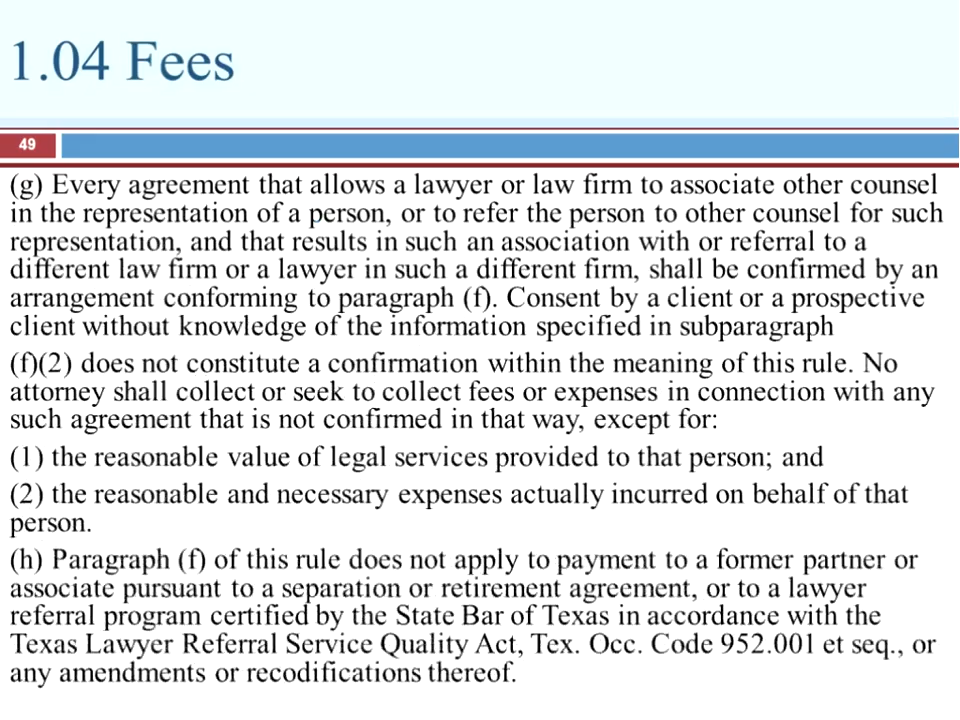 1.04 Fees
49
(g) Every agreement that allows a lawyer or law firm to associate other counsel
in the representation of a person, or to refer the person to other counsel for such
representation, and that results in such an association with or referral to a
different law firm or a lawyer in such a different firm, shall be confirmed by an
arrangement conforming to paragraph (f). Consent by a client or a prospective
client without knowledge of the information specified in subparagraph
(f)(2) does not constitute a confirmation within the meaning of this rule. No
attorney shall collect or seek to collect fees or expenses in connection with any
such agreement that is not confirmed in that way, except for:
(1) the reasonable value of legal services provided to that person; and
(2) the reasonable and necessary expenses actually incurred on behalf of that
person.
(h) Paragraph (f) of this rule does not apply to payment to a former partner or
associate pursuant to a separation or retirement agreement, or to a lawyer
referral program certified by the State Bar of Texas in accordance with the
Texas Lawyer Referral Service Quality Act, Tex. Occ. Code 952.001 et seq., or
any amendments or recodifications thereof.